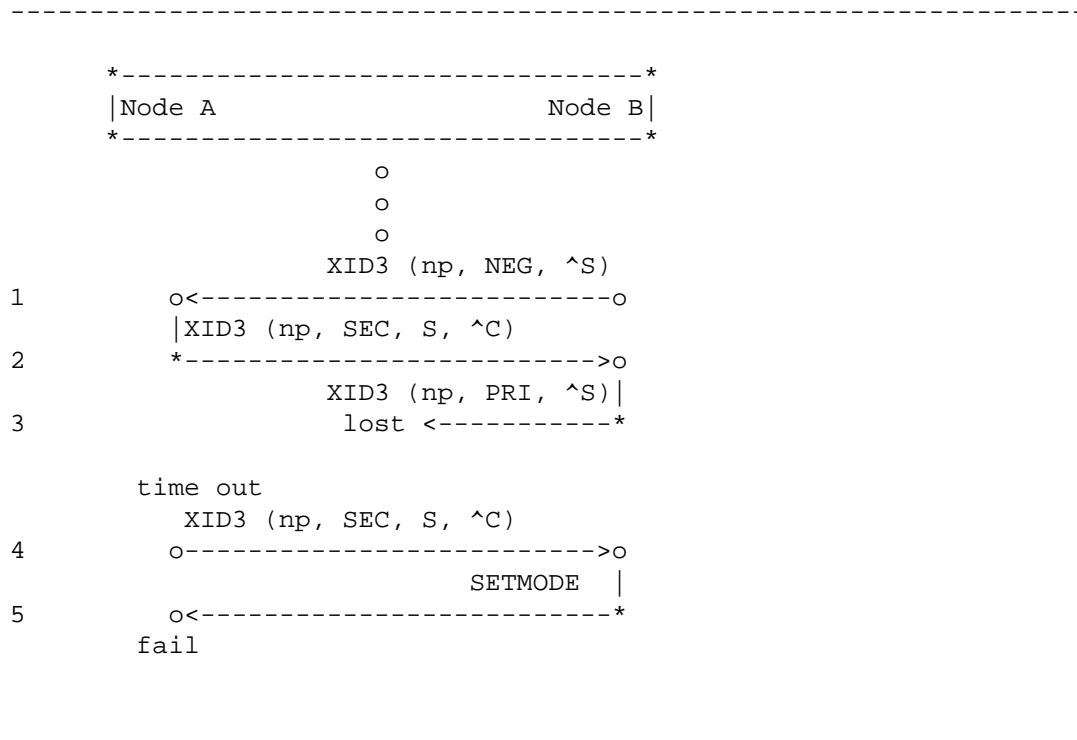 --------------------------------------------------------------------
*---------------------------------*
|Node A                     Node B|
*---------------------------------*
o
o
o
XID3 (np, NEG, ^S)
1         o<--------------------------o
|XID3 (np, SEC, S, ^C)
2         *-------------------------->o
XID3 (np, PRI, ^S)|
3                    lost <-----------*
time out
XID3 (np, SEC, S, ^C)
4         o-------------------------->o
SETMODE  |
5         o<--------------------------*
fail